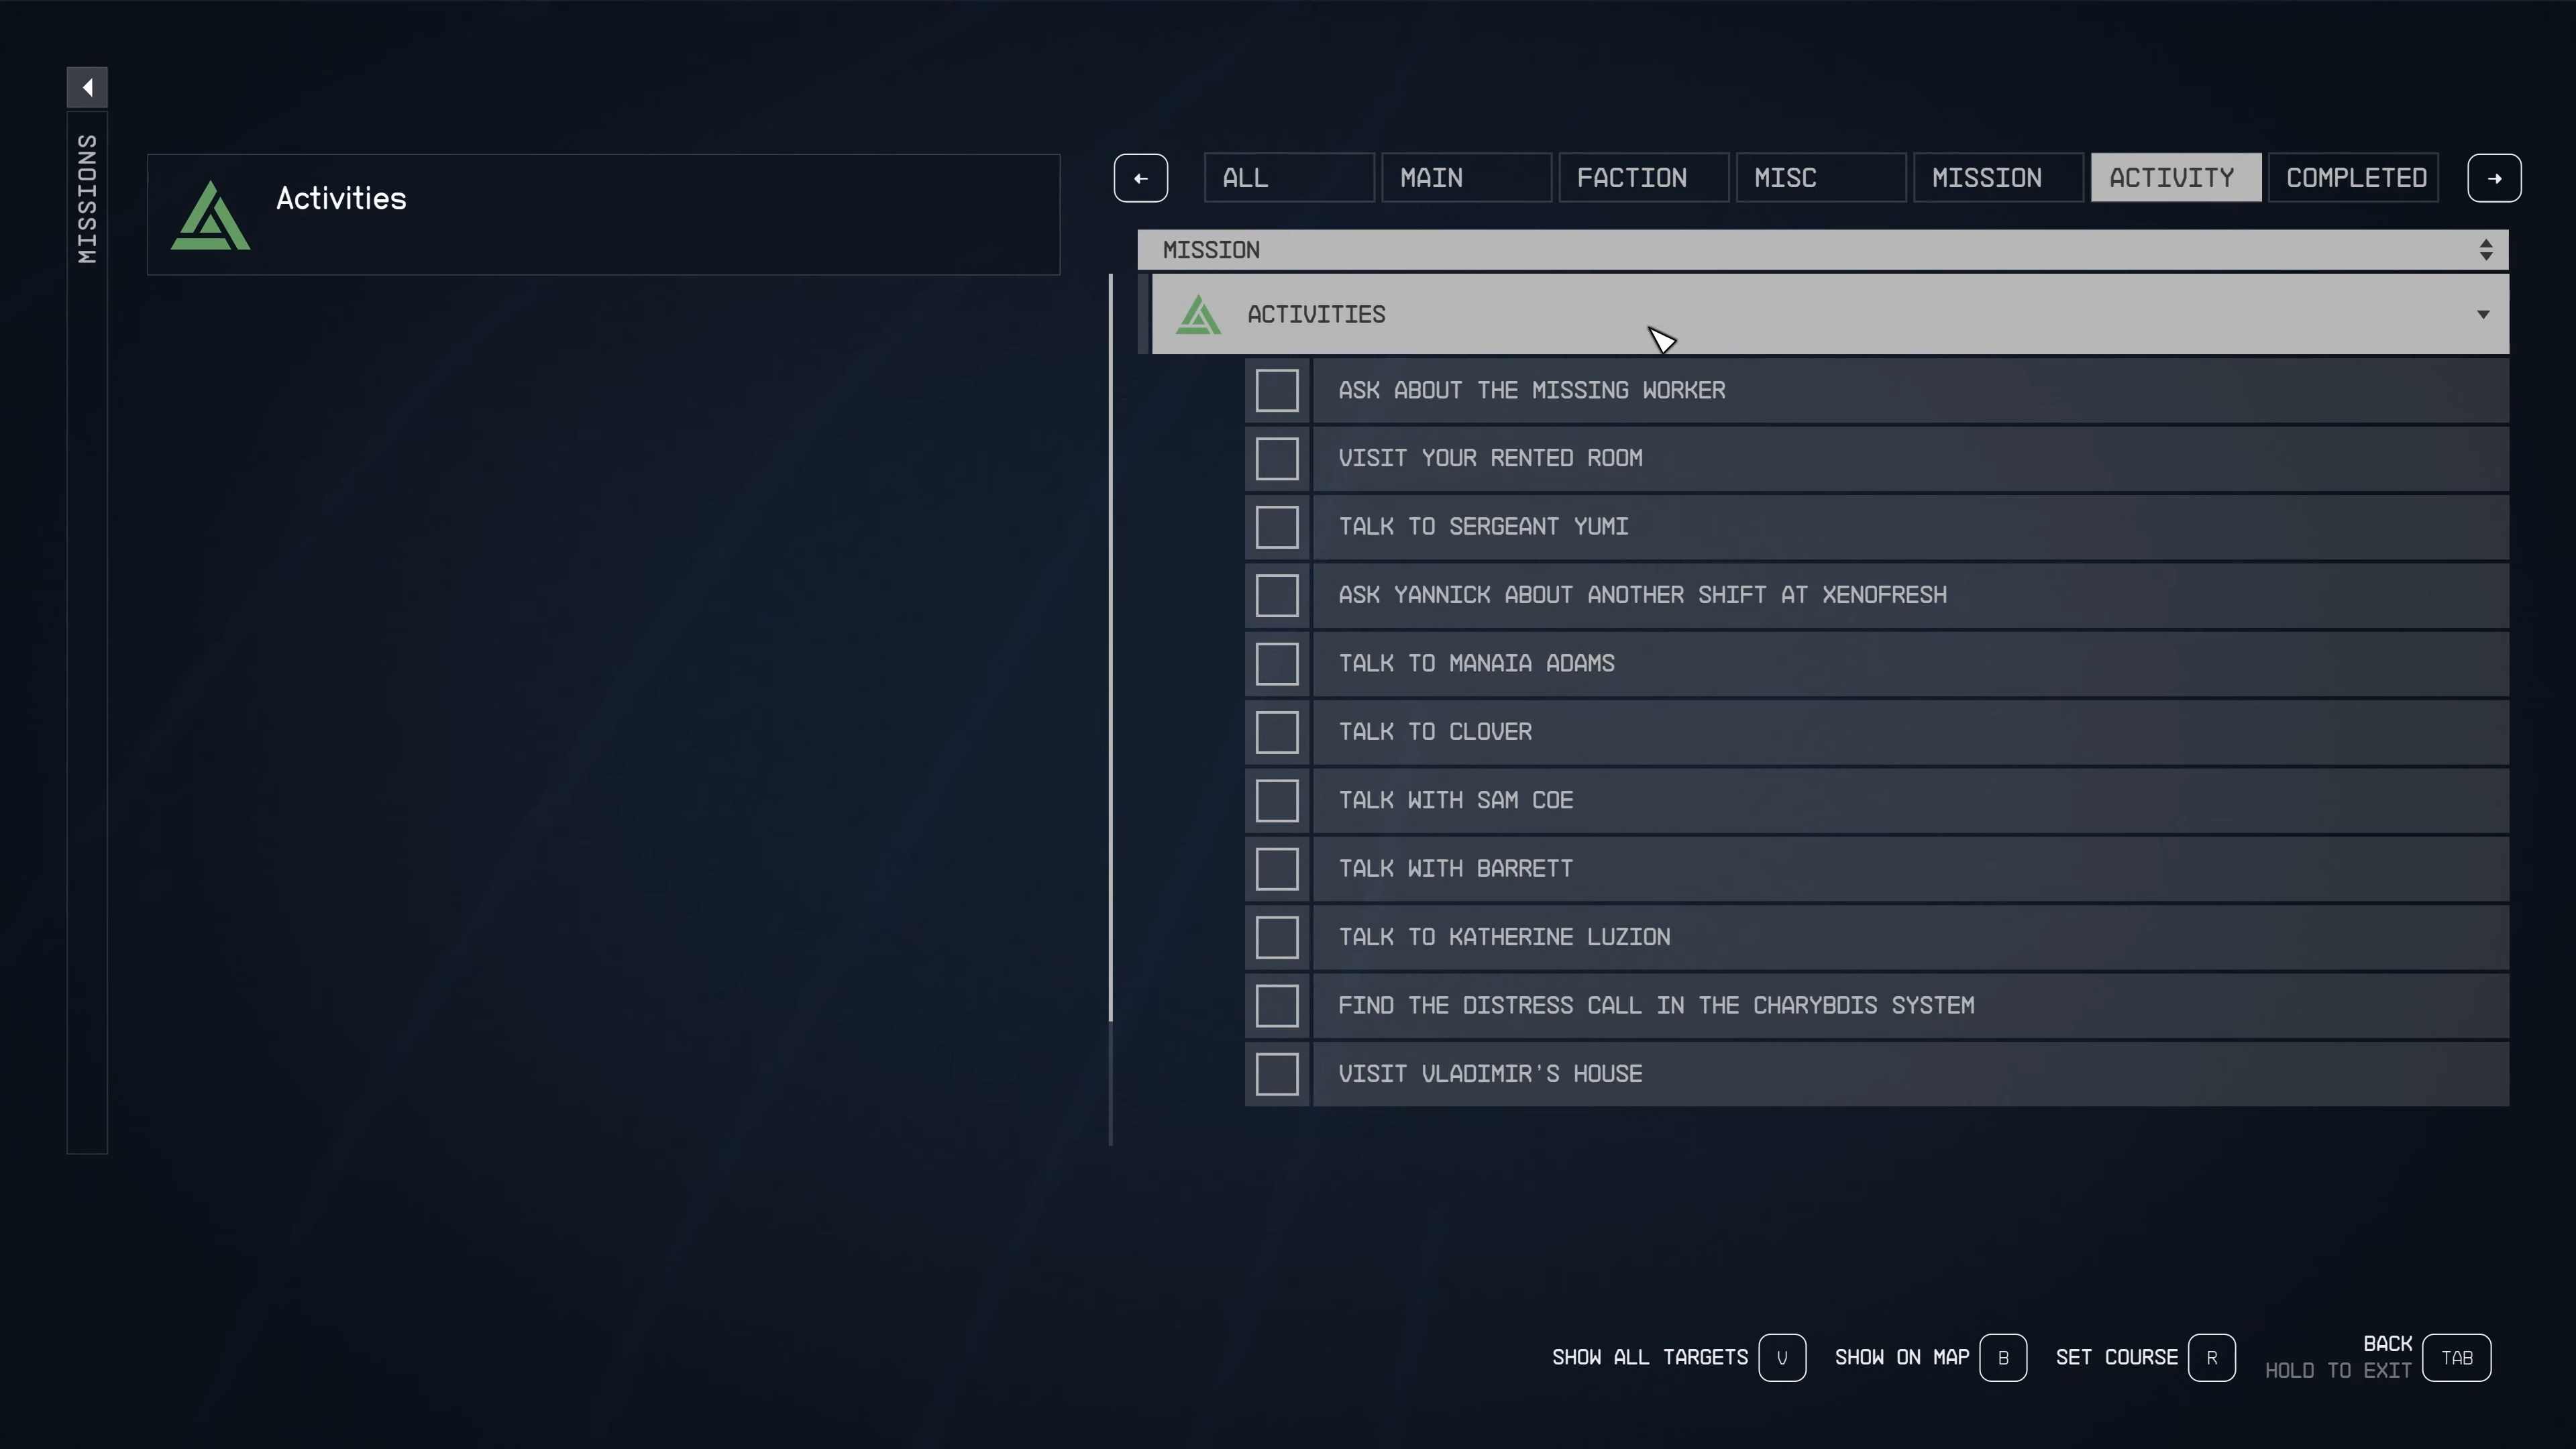 MISSIONS
Activities
ALL
MAIN
FACTION
MISC
MISSION
ACTIVITY
COMPLETED
MISSION
ACTIVITIES
ASK ABOUT THE MISSING WORKER
VISIT YOUR RENTED ROOM
TALK TO SERGEANT YUMI
ASK YANNICK ABOUT ANOTHER SHIFT AT XENOFRESH
TALK TO MANAIA ADAMS
TALK TO CLOVER
TALK WITH SAM COE
TALK WITH BARRETT
TALK TO KATHERINE LUZION
FIND THE DISTRESS CALL IN THE CHARYBDIS SYSTEM
VISIT VLADIMIR'S HOUSE
SHOW ALL TARGETS V
SHOW ON MAP B
SET COURSE R
BACK
HOLD TO EXIT
TAB